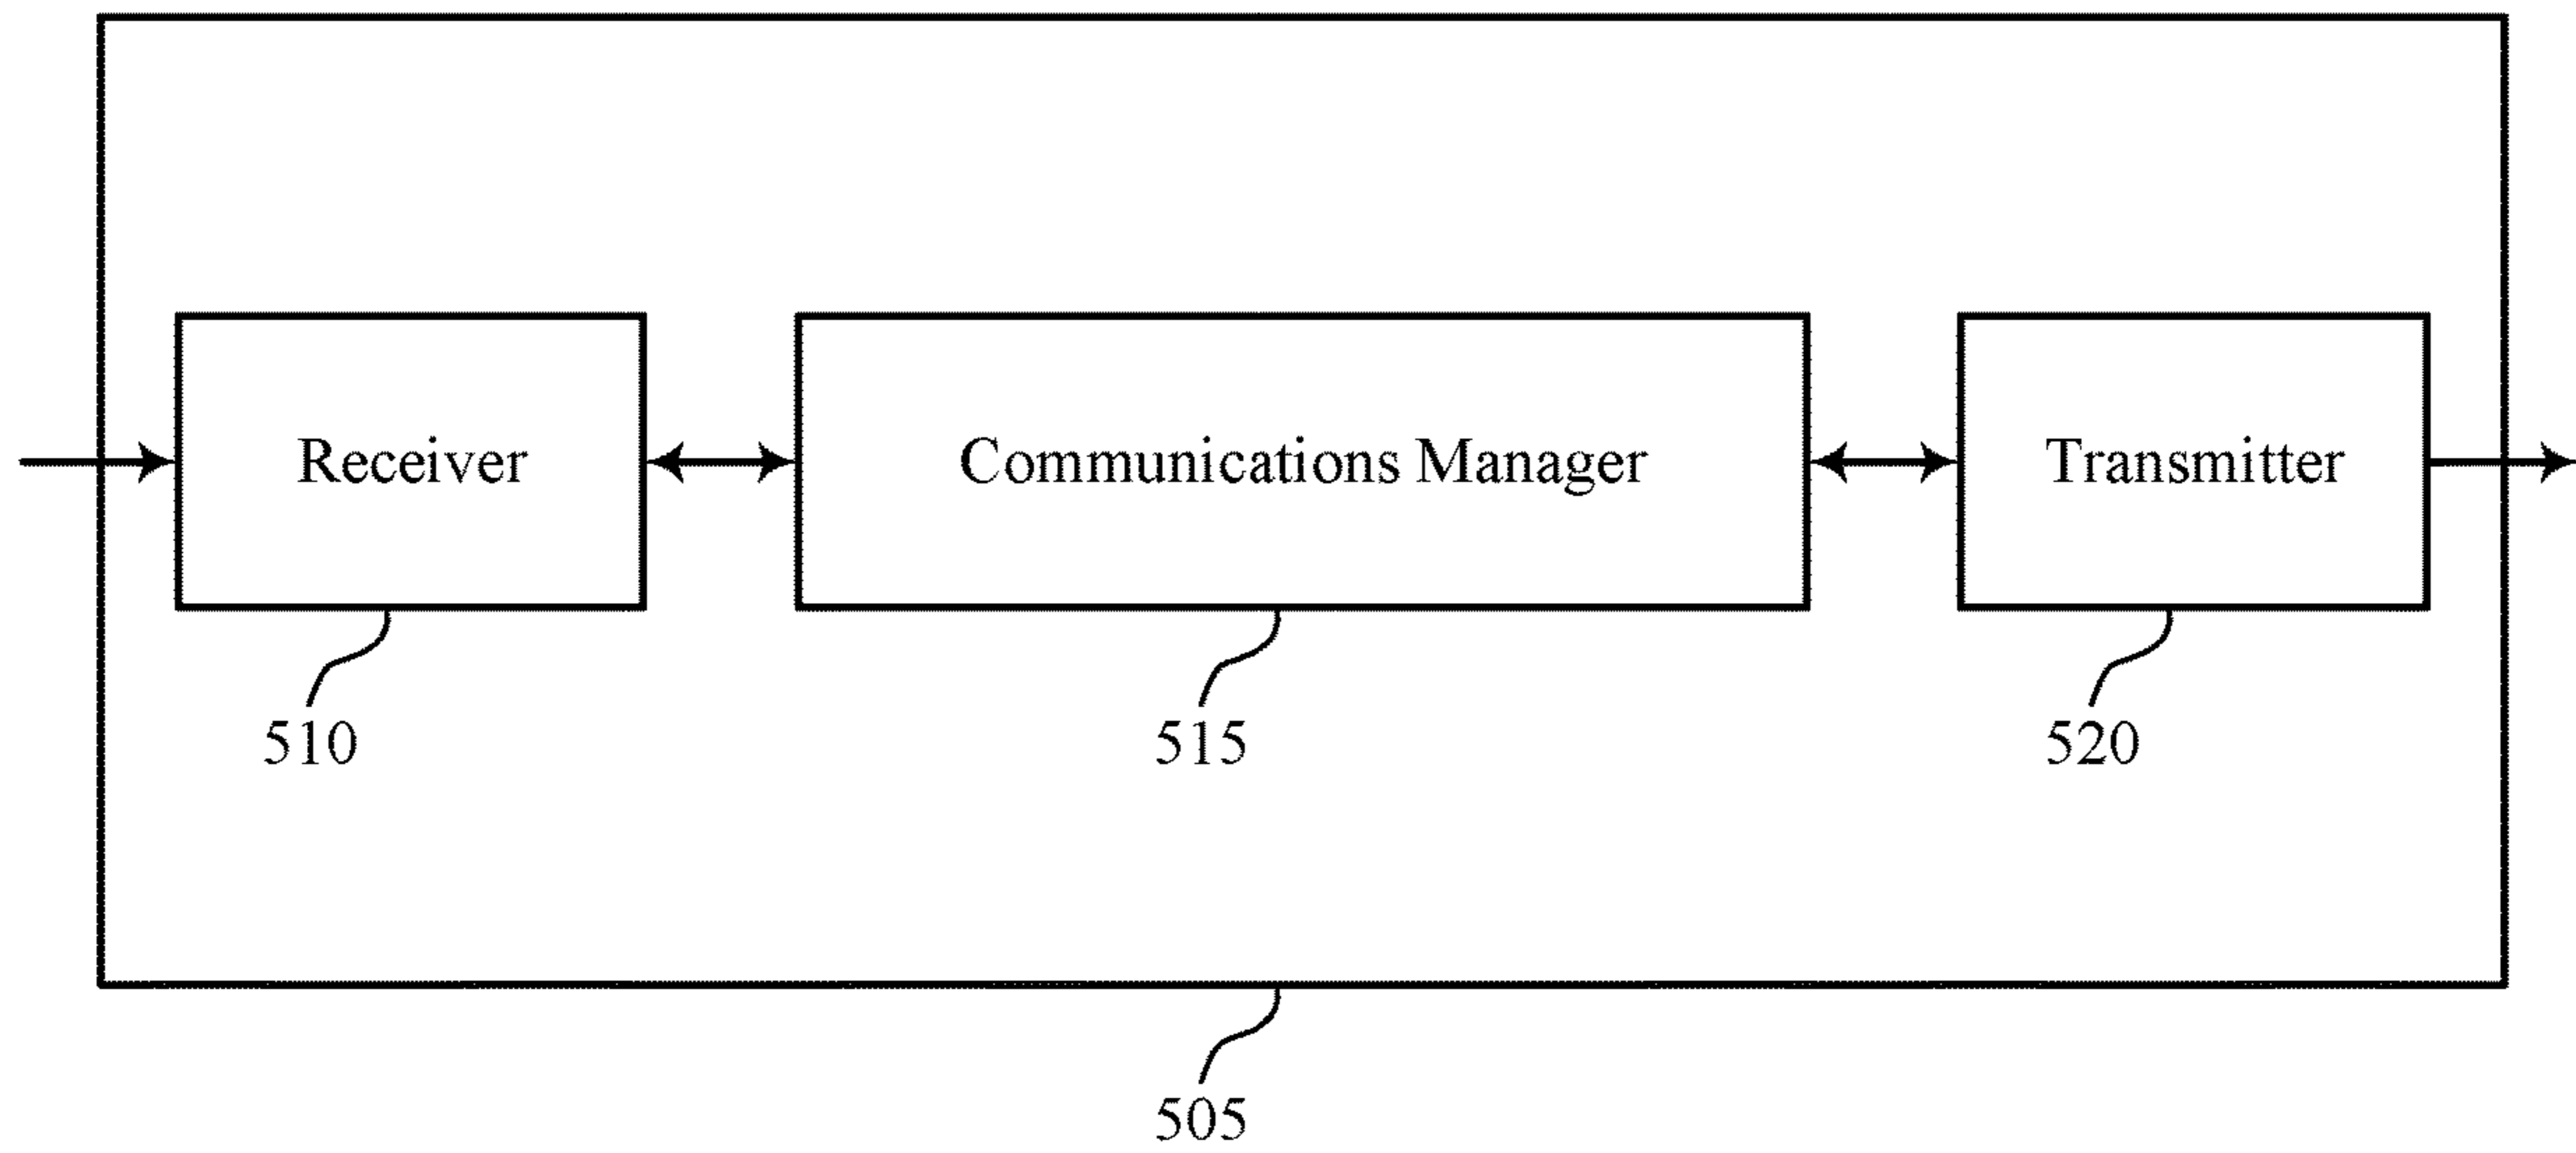 Receiver
Communications Manager
Transmitter
510
515
520
505